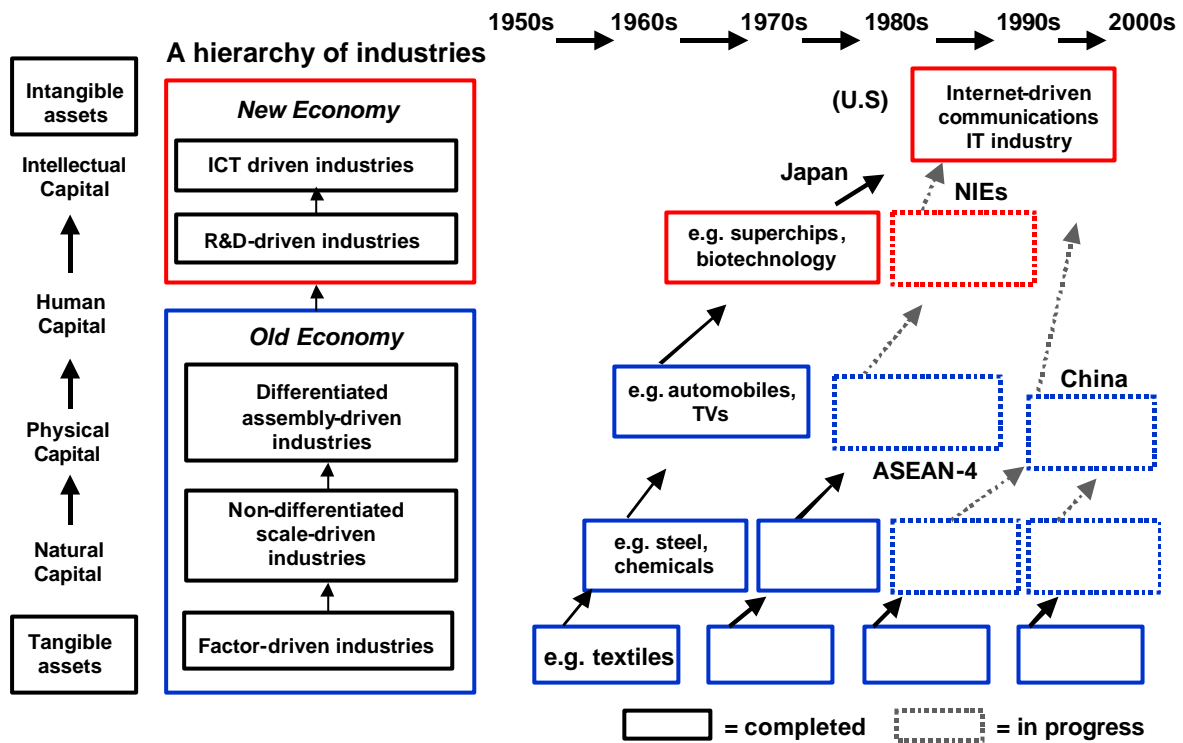 1950s 1960s 1970s 1980s 1990s 2000s
A hierarchy of industries
Intangible
assets
Intellectual
Capital
Human
Capital
Physical
Capital
Natural
Capital
Tangible
assets
New Economy
ICT driven industries
R&D-driven industries
Old Economy
Differentiated
assembly-driven
industries
Non-differentiated
scale-driven
industries
Factor-driven industries
(U.S)
Internet-driven
communications
IT industry
Japan
NIEs
e.g. superchips,
biotechnology
e.g. automobiles,
TVs
China
ASEAN-4
e.g. steel,
chemicals
e.g. textiles
= completed
= in progress